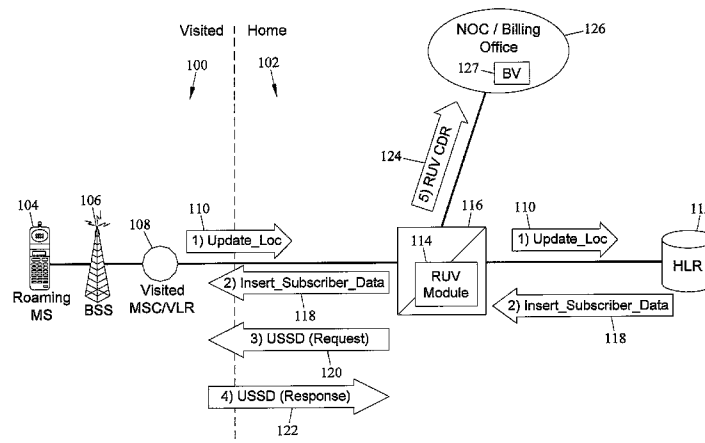 Visited
Home
NOC / Billing
Office
126
127
BV
100
102
124
5) RUV CDR
104
106
108
110
1) Update_Loc
116
114
RUV
Module
110
1) Update_Loc
HLR
Roaming
MS
BSS
Visited
MSC/VLR
2) Insert_Subscriber_Data
118
2) Insert_Subscriber_Data
118
3) USSD (Request)
120
4) USSD (Response)
122